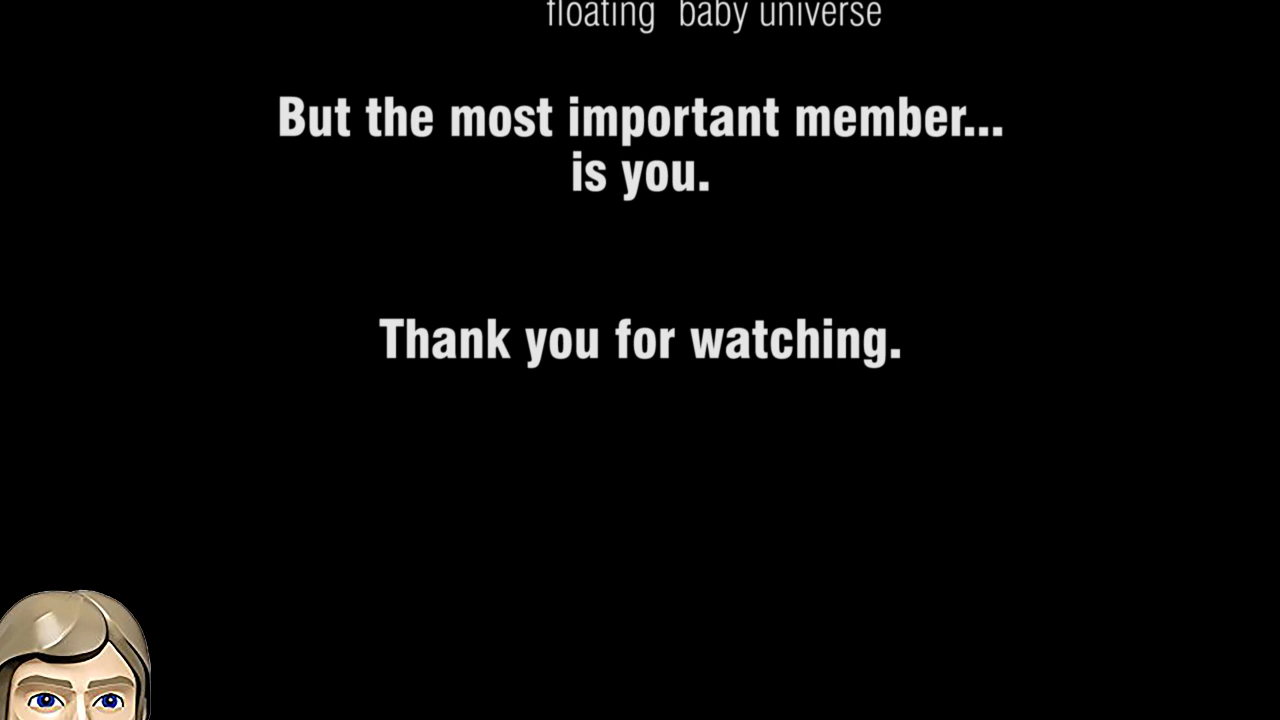 floating baby universe
But the most important member...
is you.
Thank you for watching.